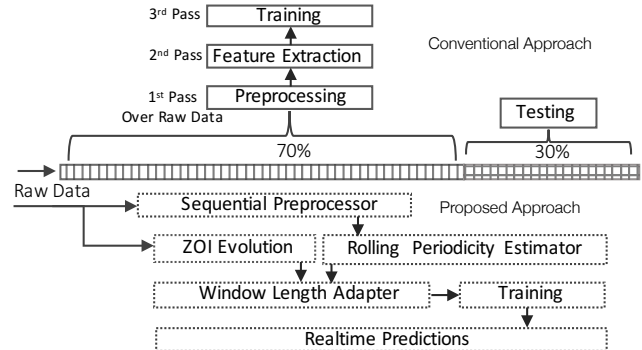 3rd Pass Training
2nd Pass Feature Extraction
Conventional Approach
1st Pass Preprocessing
Over Raw Data
Testing
70% 30%
Raw Data
Sequential Preprocessor
Proposed Approach
ZOI Evolution Rolling Periodicity Estimator
Window Length Adapter Training
Realtime Predictions